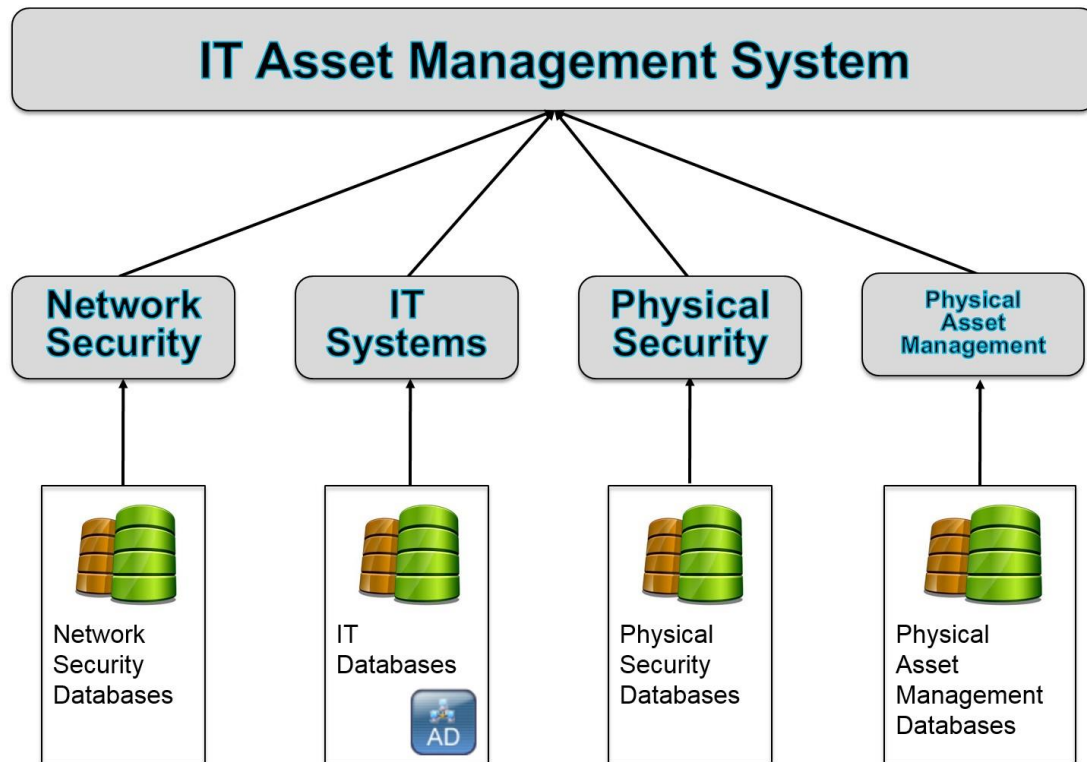 IT Asset Management System
Network
Security
IT
Systems
Physical
Security
Physical
Asset
Management
Network
Security
Databases
IT
Databases
AD
Physical
Security
Databases
Physical
Asset
Management
Databases